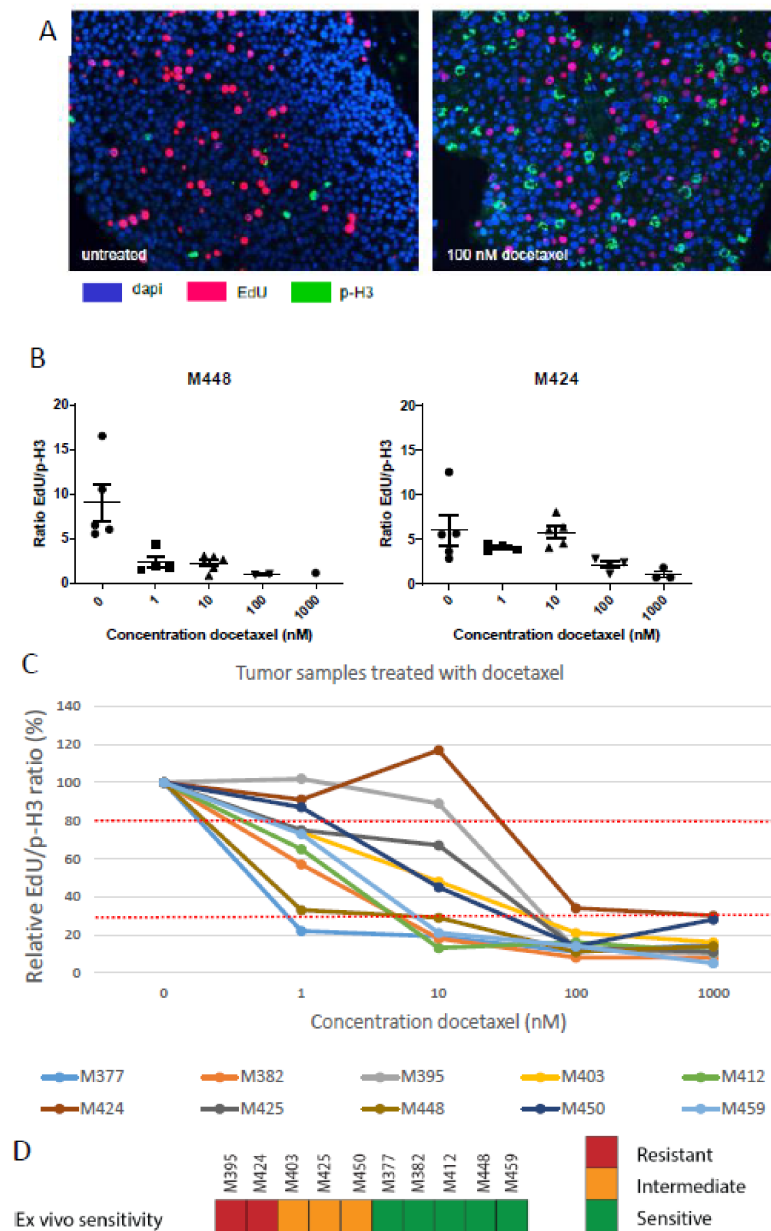 A
untreated
100 nM docetaxel
dapi EdU p-H3
B
M448 M424
Ratio EdU/p-H3
20
15
10
5
0
0 1 10 100 1000
Concentration docetaxel (nM)
Ratio EdU/p-H3
20
15
10
5
0
0 1 10 100 1000
Concentration docetaxel (nM)
C
Tumor samples treated with docetaxel
Relative EdU/p-H3 ratio (%)
140
120
100
80
60
40
20
0
0 1 10 100 1000
Concentration docetaxel (nM)
M377 M382 M395 M403 M412
M424 M425 M448 M450 M459
D
M395 M424 M403 M425 M450 M377 M382 M412 M448 M459
Ex vivo sensitivity
Resistant
Intermediate
Sensitive